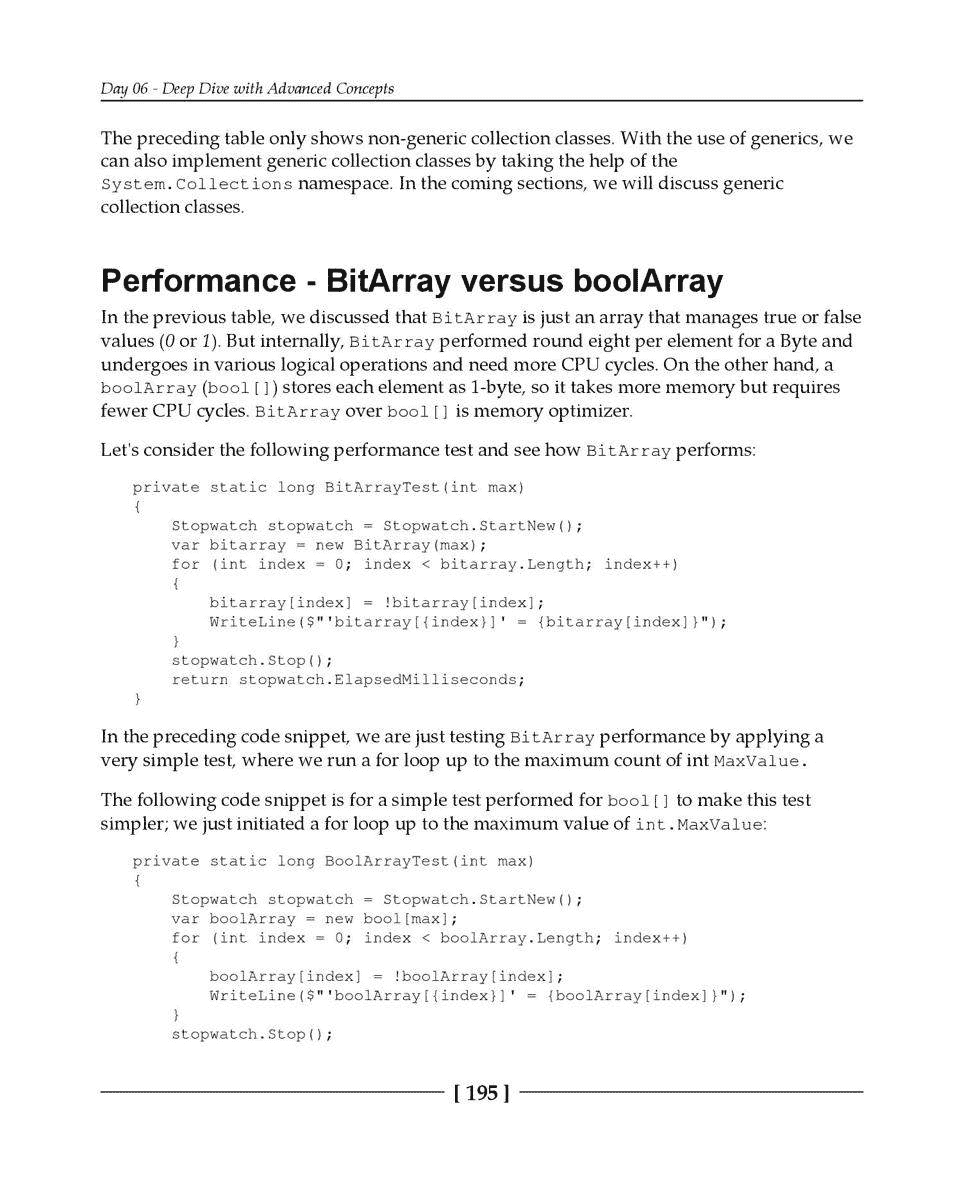 Day 06 - Deep Dive with Advanced Concepts
The preceding table only shows non-generic collection classes. With the use of generics, we
can also implement generic collection classes by taking the help of the
System.Collections namespace. In the coming sections, we will discuss generic
collection classes.
Performance - BitArray versus boolArray
In the previous table, we discussed that BitArray is just an array that manages true or false
values (0 or 1). But internally, BitArray performed round eight per element for a Byte and
undergoes in various logical operations and need more CPU cycles. On the other hand, a
boolArray (bool[]) stores each element as 1-byte, so it takes more memory but requires
fewer CPU cycles. BitArray over bool[] is memory optimizer.
Let's consider the following performance test and see how BitArray performs:
private static long BitArrayTest(int max)
{
    Stopwatch stopwatch = Stopwatch.StartNew();
    var bitarray = new BitArray(max);
    for (int index = 0; index < bitarray.Length; index++)
    {
        bitarray[index] = !bitarray[index];
        WriteLine($"'bitarray[{index}]' = {bitarray[index]}");
    }
    stopwatch.Stop();
    return stopwatch.ElapsedMilliseconds;
}
In the preceding code snippet, we are just testing BitArray performance by applying a
very simple test, where we run a for loop up to the maximum count of int MaxValue.
The following code snippet is for a simple test performed for bool[] to make this test
simpler; we just initiated a for loop up to the maximum value of int.MaxValue:
private static long BoolArrayTest(int max)
{
    Stopwatch stopwatch = Stopwatch.StartNew();
    var boolArray = new bool[max];
    for (int index = 0; index < boolArray.Length; index++)
    {
        boolArray[index] = !boolArray[index];
        WriteLine($"'boolArray[{index}]' = {boolArray[index]}");
    }
    stopwatch.Stop();
[ 195 ]